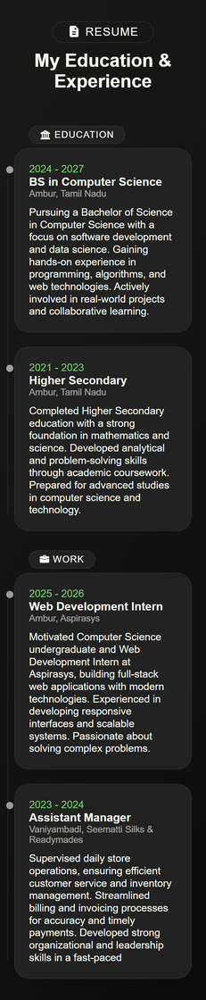 RESUME
My Education &
Experience
EDUCATION
2024 - 2027
BS in Computer Science
Ambur, Tamil Nadu
Pursuing a Bachelor of Science
in Computer Science with a
focus on software development
and data science. Gaining
hands-on experience in
programming, algorithms, and
web technologies. Actively
involved in real-world projects
and collaborative learning.
2021 - 2023
Higher Secondary
Ambur, Tamil Nadu
Completed Higher Secondary
education with a strong
foundation in mathematics and
science. Developed analytical
and problem-solving skills
through academic coursework.
Prepared for advanced studies
in computer science and
technology.
WORK
2025 - 2026
Web Development Intern
Ambur, Aspirasys
Motivated Computer Science
undergraduate and Web
Development Intern at
Aspirasys, building full-stack
web applications with modern
technologies. Experienced in
developing responsive
interfaces and scalable
systems. Passionate about
solving complex problems.
2023 - 2024
Assistant Manager
Vaniyambadi, Seematti Silks &
Readymades
Supervised daily store
operations, ensuring efficient
customer service and inventory
management. Streamlined
billing and invoicing processes
for accuracy and timely
payments. Developed strong
organizational and leadership
skills in a fast-paced